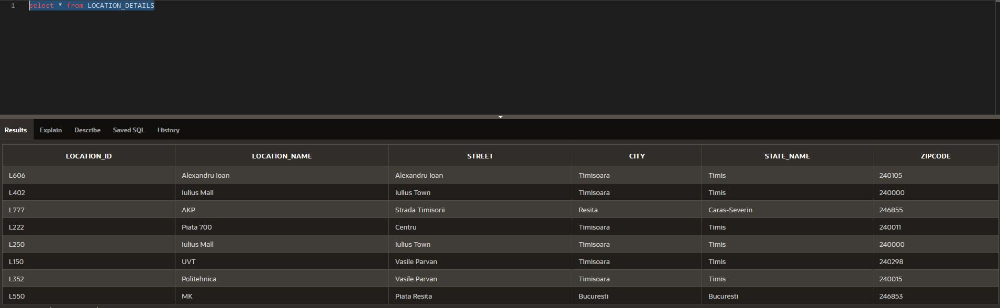 1 select * from LOCATION_DETAILS
Results Explain Describe Saved SQL History
LOCATION_ID LOCATION_NAME STREET CITY STATE_NAME ZIPCODE
L606 Alexandru Ioan Alexandru Ioan Timisoara Timis 240105
L402 Iulius Mall Iulius Town Timisoara Timis 240000
L777 AKP Strada Timisorii Resita Caras-Severin 246855
L222 Piata 700 Centru Timisoara Timis 240011
L250 Iulius Mall Iulius Town Timisoara Timis 240000
L150 UVT Vasile Parvan Timisoara Timis 240298
L352 Politehnica Vasile Parvan Timisoara Timis 240015
L550 MK Piata Resita Bucuresti Bucuresti 246853